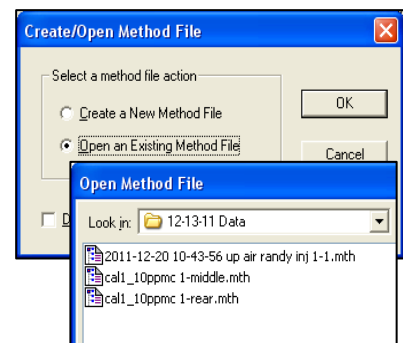 Create/Open Method File
Select a method file action
Create a New Method File
OK
Open an Existing Method File
Cancel
Open Method File
D
Look in: 12-13-11 Data
2011-12-20 10-43-56 up air randy inj 1-1.mth
cal1_10ppmc 1-middle.mth
cal1_10ppmc 1-rear.mth